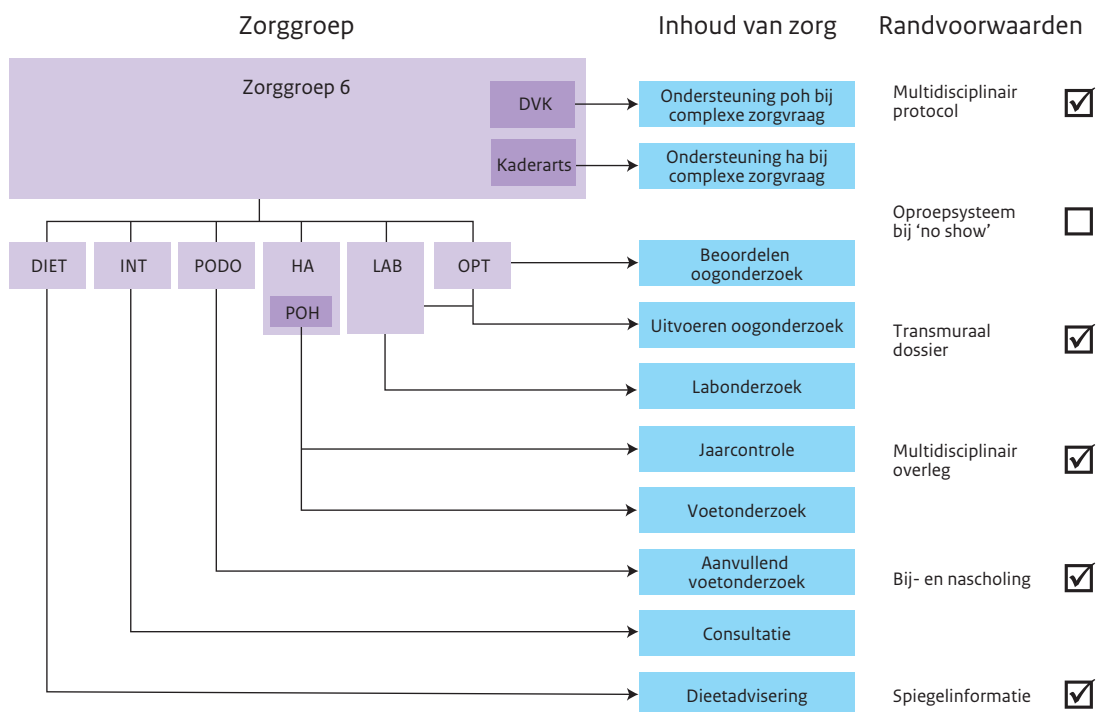 Zorggroep
Inhoud van zorg
Randvoorwaarden
Zorggroep 6
DVK
Kaderarts
DIET
INT
PODO
HA
POH
LAB
OPT
Ondersteuning poh bij
complexe zorgvraag
Ondersteuning ha bij
complexe zorgvraag
Beoordelen
oogonderzoek
Uitvoeren oogonderzoek
Labonderzoek
Jaarcontrole
Voetonderzoek
Aanvullend
voetonderzoek
Consultatie
Dieetadvisering
Multidisciplinair
protocol
Oproepsysteem
bij ‘no show’
Transmuraal
dossier
Multidisciplinair
overleg
Bij- en nascholing
Spiegelinformatie